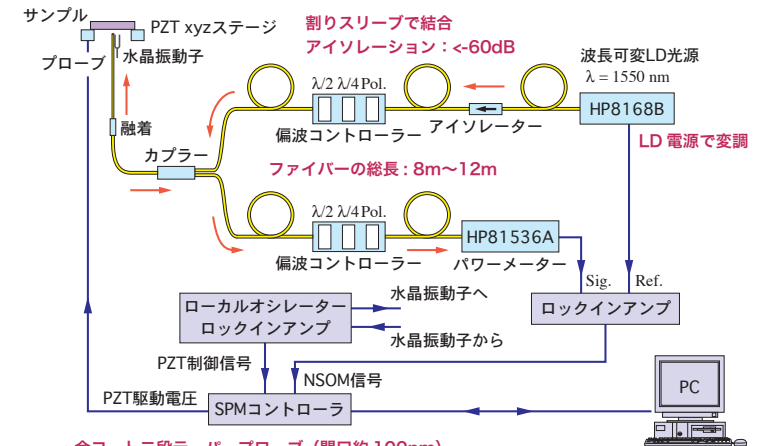 サンプル
PZT xyzステージ
プローブ
水晶振動子
割りスリーブで結合
アイソレーション：<-60dB
波長可変LD光源
λ = 1550 nm
λ/2 λ/4 Pol.
HP8168B
融着
偏波コントローラー
アイソレーター
LD 電源で変調
カプラー
ファイバーの総長 : 8m〜12m
λ/2 λ/4 Pol.
HP81536A
偏波コントローラー
パワーメーター
Sig.
Ref.
ローカルオシレーター
ロックインアンプ
水晶振動子へ
水晶振動子から
ロックインアンプ
PZT制御信号
NSOM信号
PZT駆動電圧
SPMコントローラ
PC